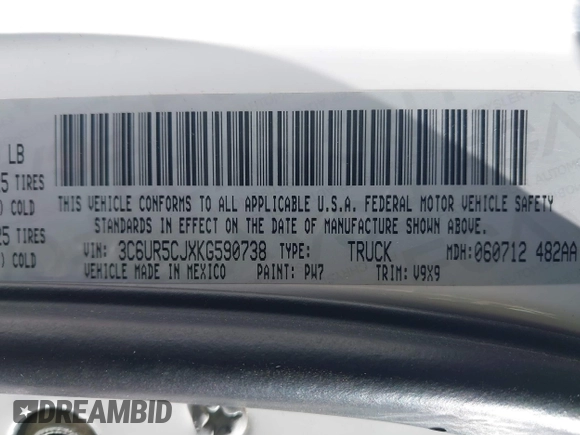 LB
5 TIRES
) COLD
25 TIRES
) COLD
THIS VEHICLE CONFORMS TO ALL APPLICABLE U.S.A. FEDERAL MOTOR VEHICLE SAFETY
STANDARDS IN EFFECT ON THE DATE OF MANUFACTURE SHOWN ABOVE.
VIN: 3C6UR5CJXKG590738 TYPE: TRUCK MDH:060712 482AA
VEHICLE MADE IN MEXICO PAINT: PW7 TRIM: V9X9
DREAMBID